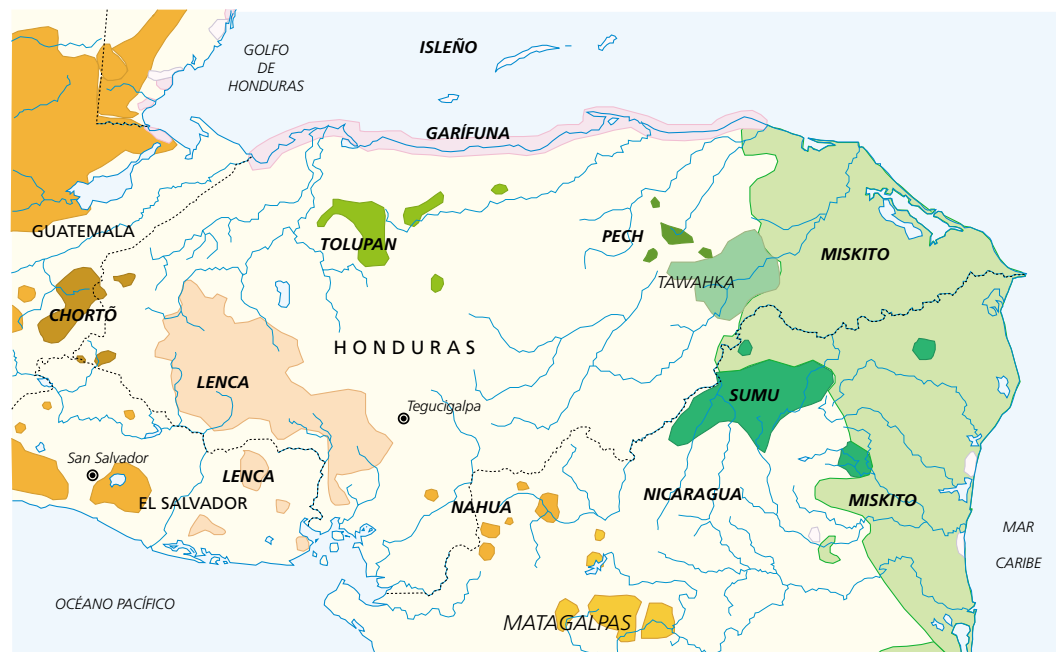 ISLEÑO
GOLFO
DE
HONDURAS
GARÍFUNA
GUATEMALA
TOLUPAN
PECH
MISKITO
TAWAHKA
CHORTÕ
HONDURAS
LENCA
SUMU
Tegucigalpa
San Salvador
LENCA
EL SALVADOR
NAHUA
NICARAGUA
MISKITO
MAR
CARIBE
OCÉANO PACÍFICO
MATAGALPAS